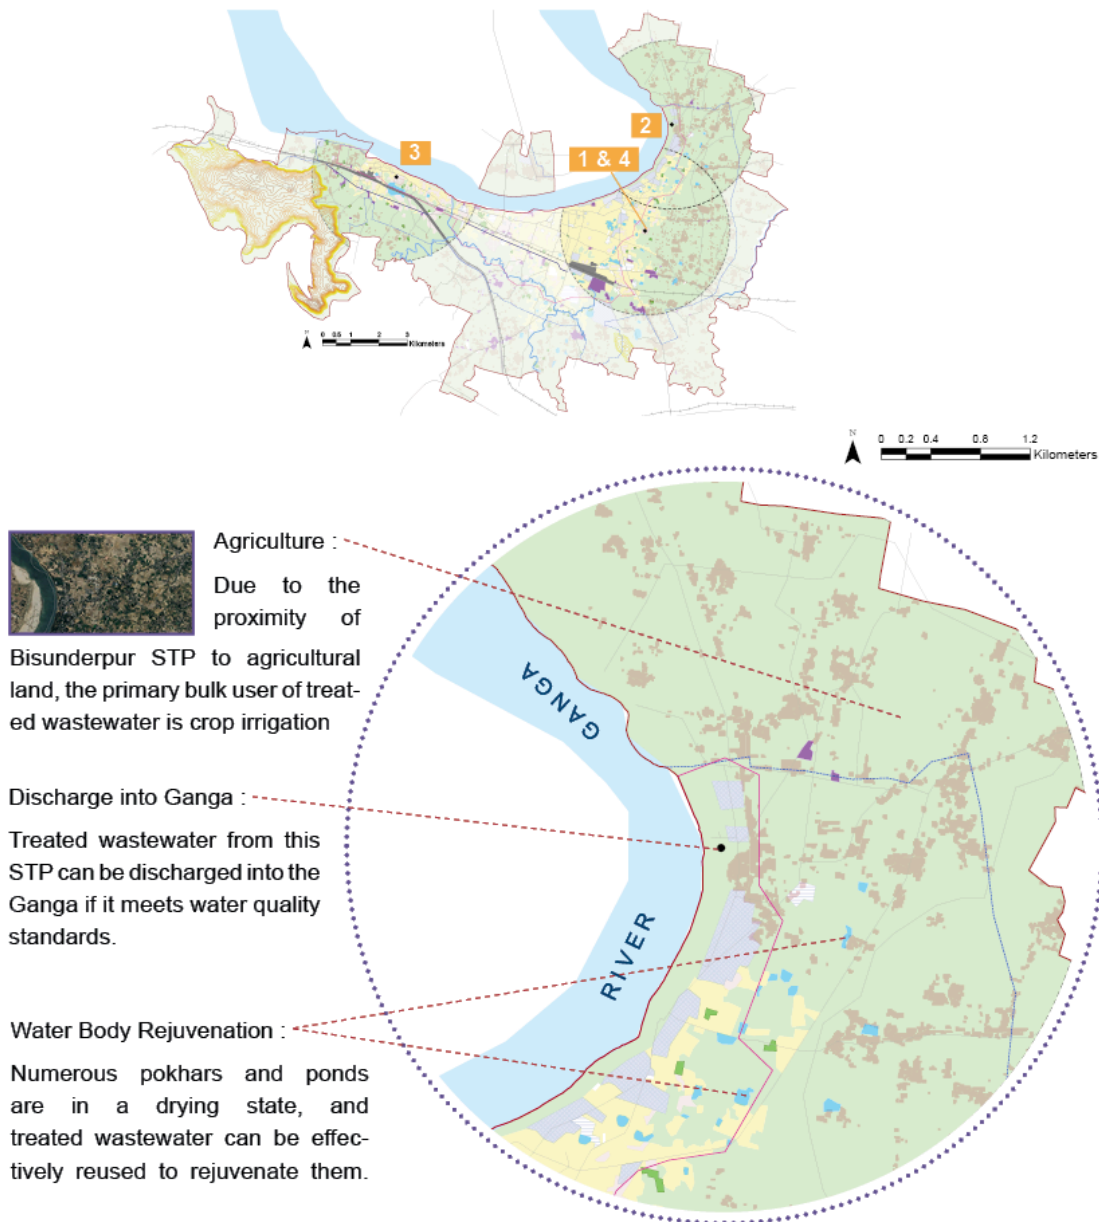 2
3
1 & 4
N
0 0.5 1 2 3
Kilometers
N
0 0.2 0.4 0.8 1.2
Kilometers
Agriculture :
Due to the
proximity of
Bisunderpur STP to agricultural
land, the primary bulk user of treat-
ed wastewater is crop irrigation
GANGA
Discharge into Ganga :
Treated wastewater from this
STP can be discharged into the
Ganga if it meets water quality
standards.
RIVER
Water Body Rejuvenation :
Numerous pokhars and ponds
are in a drying state, and
treated wastewater can be effec-
tively reused to rejuvenate them.